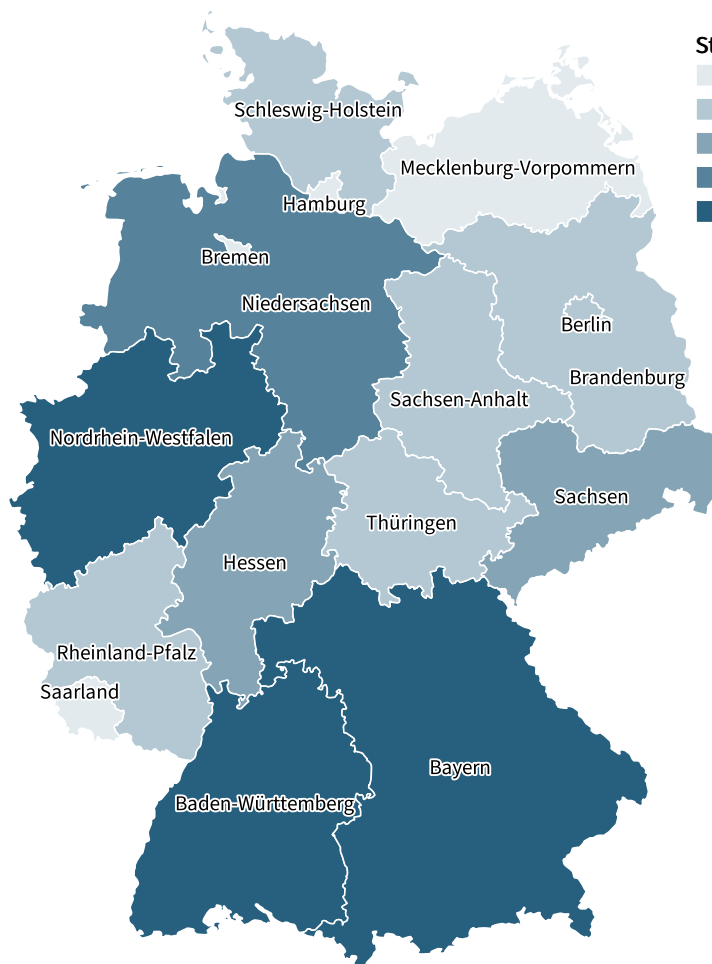 St
Schleswig-Holstein
Mecklenburg-Vorpommern
Hamburg
Bremen
Niedersachsen
Berlin
Brandenburg
Sachsen-Anhalt
Nordrhein-Westfalen
Sachsen
Thüringen
Hessen
Rheinland-Pfalz
Saarland
Bayern
Baden-Württemberg